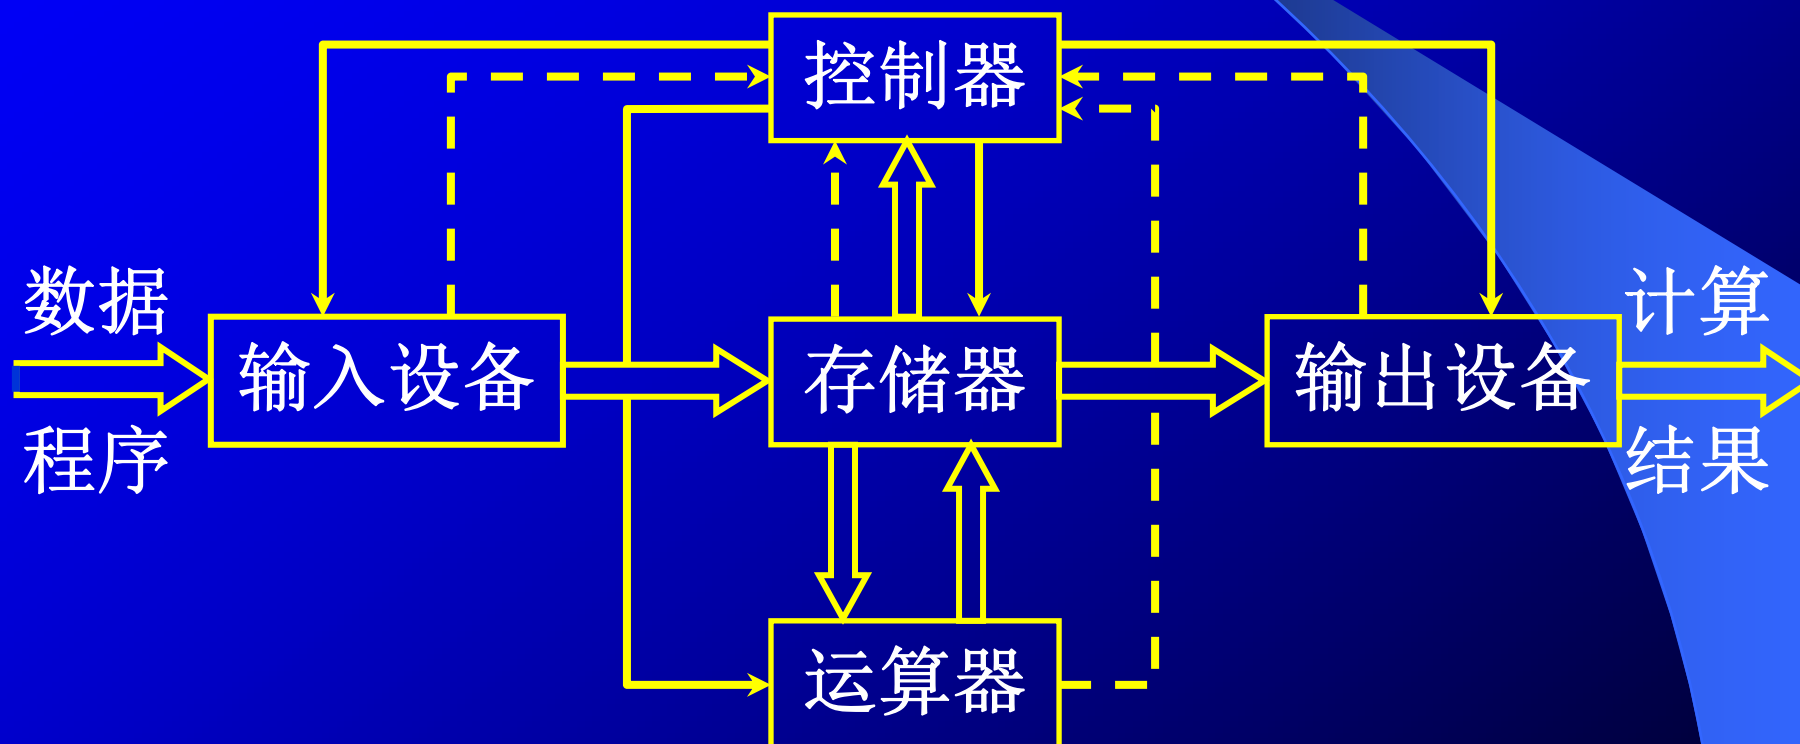 控制器
数据
程序
输入设备
存储器
输出设备
计算
结果
运算器